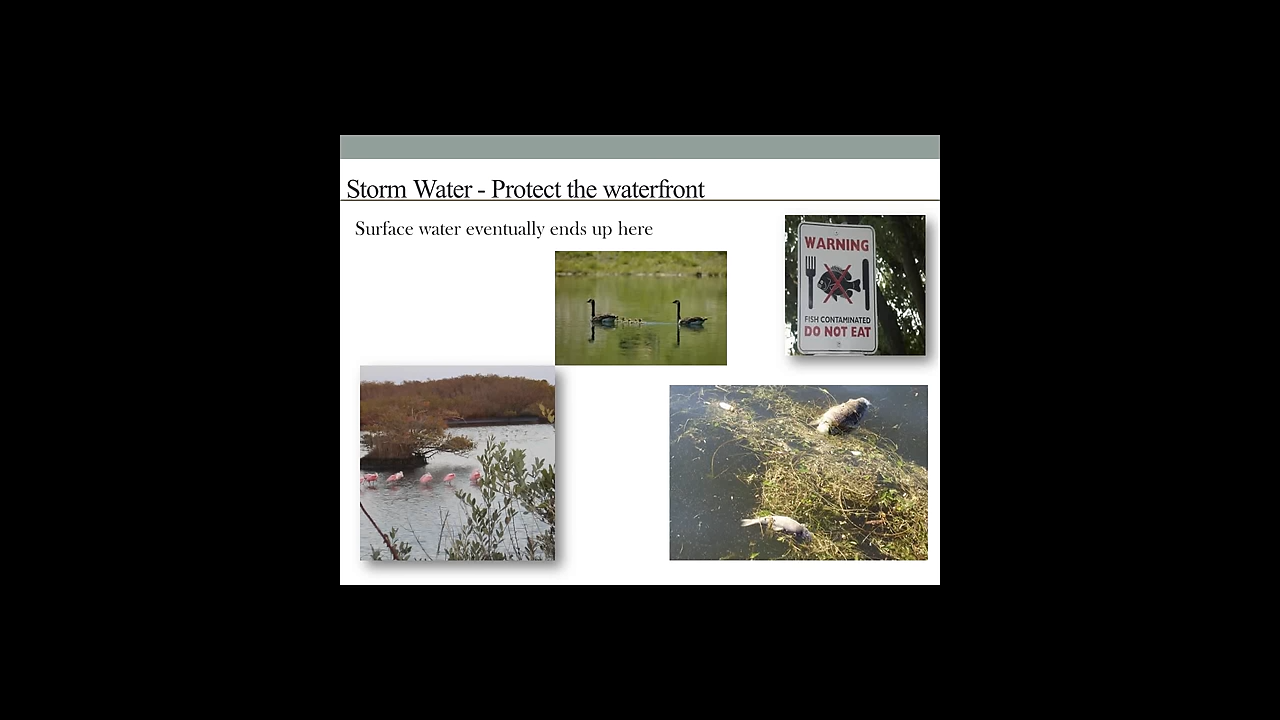 Storm Water - Protect the waterfront
Surface water eventually ends up here
WARNING
FISH CONTAMINATED
DO NOT EAT